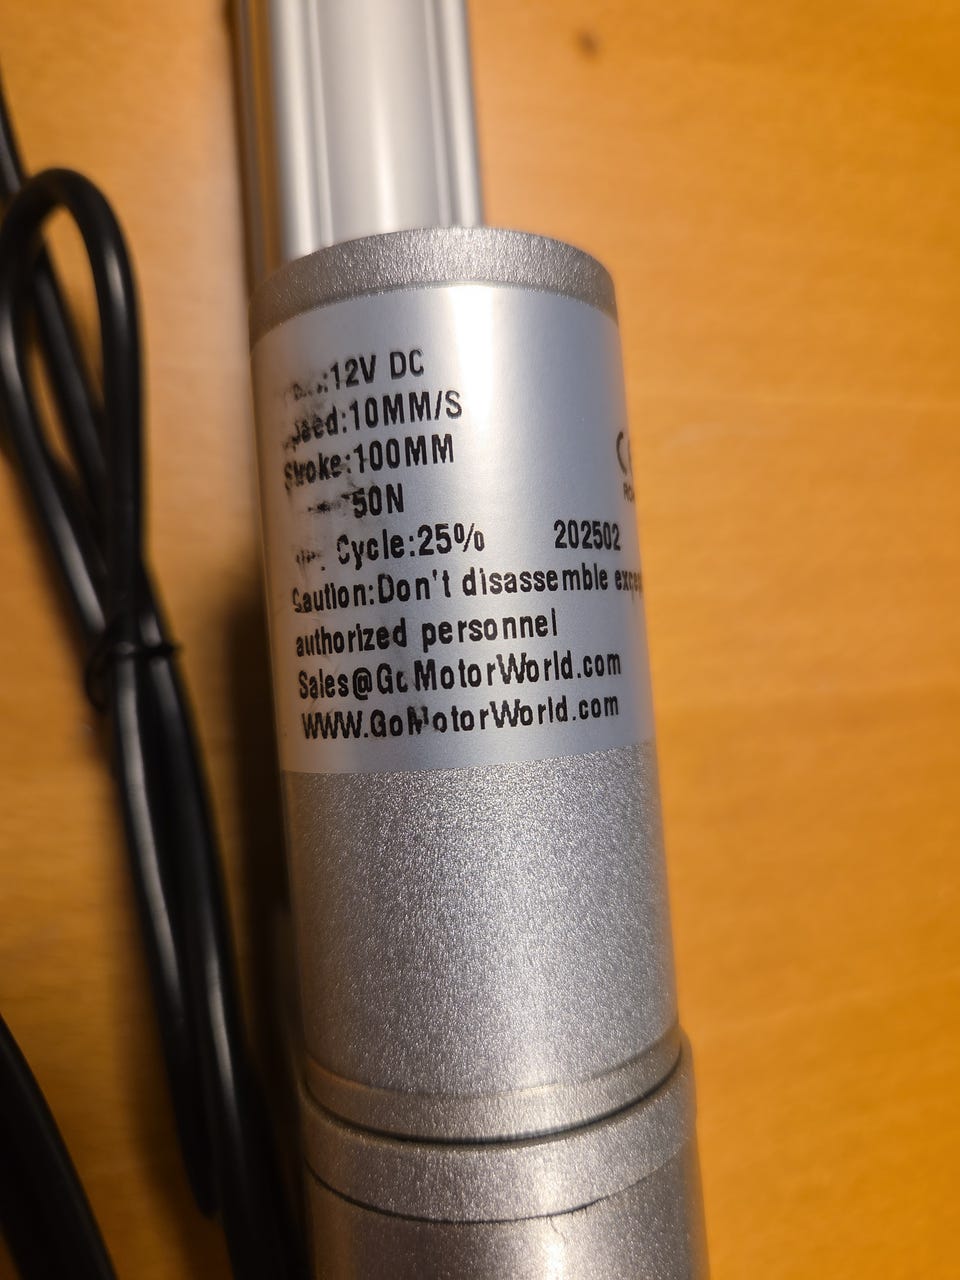 :12V DC
Speed:10MM/S
Stroke:100MM
Cycle:25% 202502
Caution:Don't disassemble
authorized personnel
Sales@GoMotorWorld.com
WWW.GoMotorWorld.com